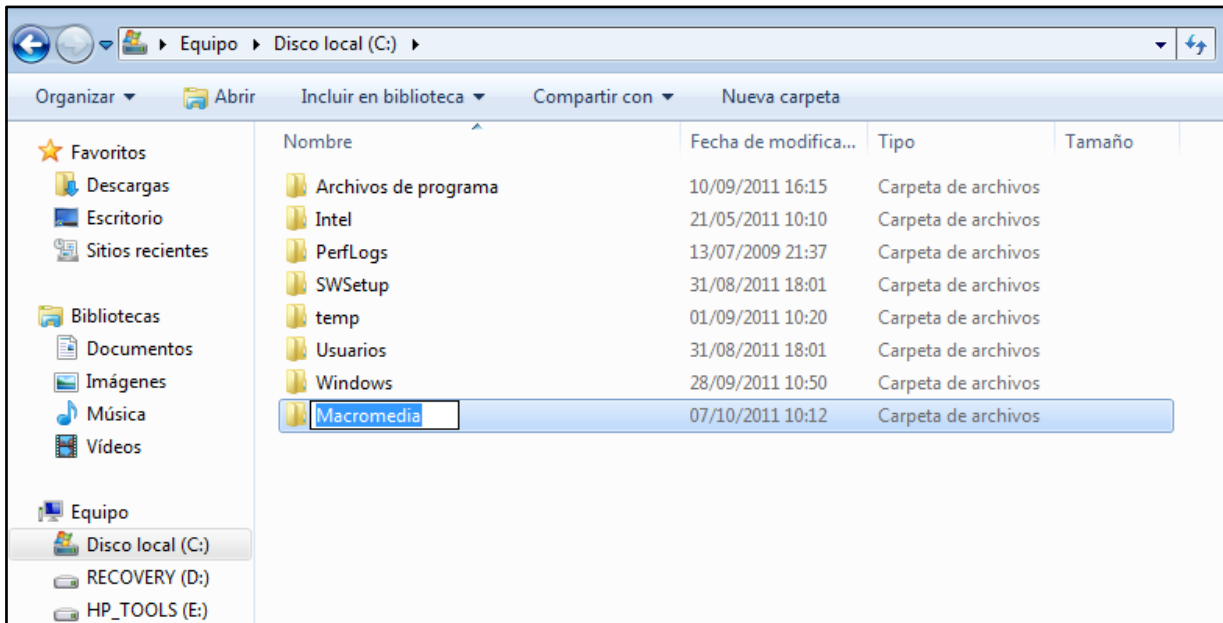 Equipo Disco local (C:)
Organizar Abrir Incluir en biblioteca Compartir con Nueva carpeta
Favoritos
Descargas
Escritorio
Sitios recientes
Bibliotecas
Documentos
Imágenes
Música
Vídeos
Equipo
Disco local (C:)
RECOVERY (D:)
HP_TOOLS (E:)
Nombre Fecha de modifica... Tipo Tamaño
Archivos de programa 10/09/2011 16:15 Carpeta de archivos
Intel 21/05/2011 10:10 Carpeta de archivos
PerfLogs 13/07/2009 21:37 Carpeta de archivos
SWSetup 31/08/2011 18:01 Carpeta de archivos
temp 01/09/2011 10:20 Carpeta de archivos
Usuarios 31/08/2011 18:01 Carpeta de archivos
Windows 28/09/2011 10:50 Carpeta de archivos
Macromedia 07/10/2011 10:12 Carpeta de archivos